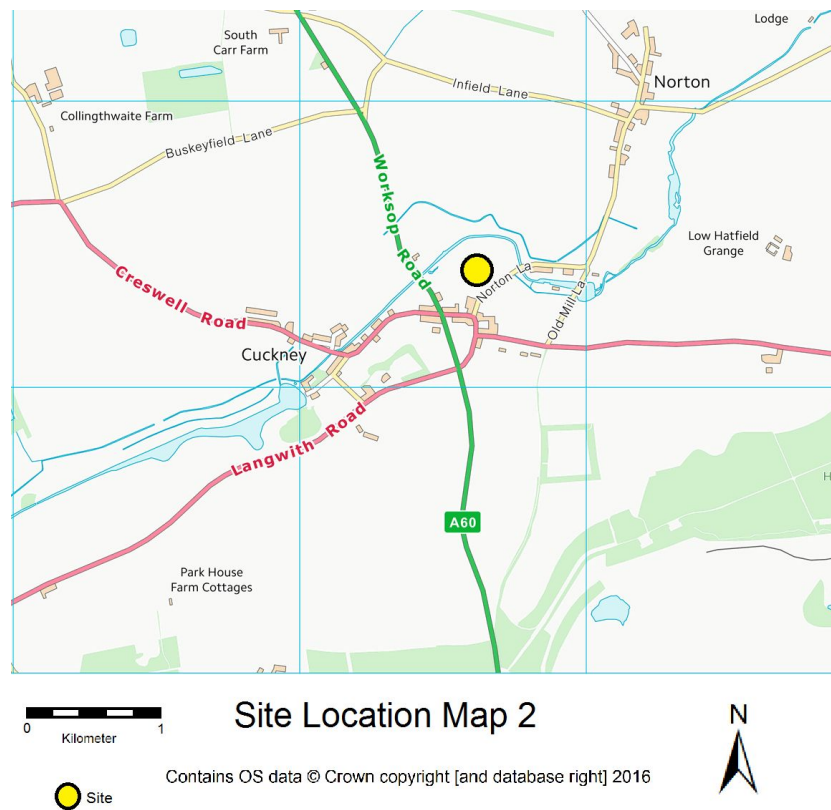 Lodge
South
Carr Farm
Norton
Infield Lane
Collingthwaite Farm
Buskeyfield Lane
Worksop Road
Low Hatfield
Grange
Creswell Road
Norton La
Old Mill La
Cuckney
Langwith Road
H
A60
Park House
Farm Cottages
0
1
Kilometer
Site Location Map 2
N
Contains OS data © Crown copyright [and database right] 2016
Site